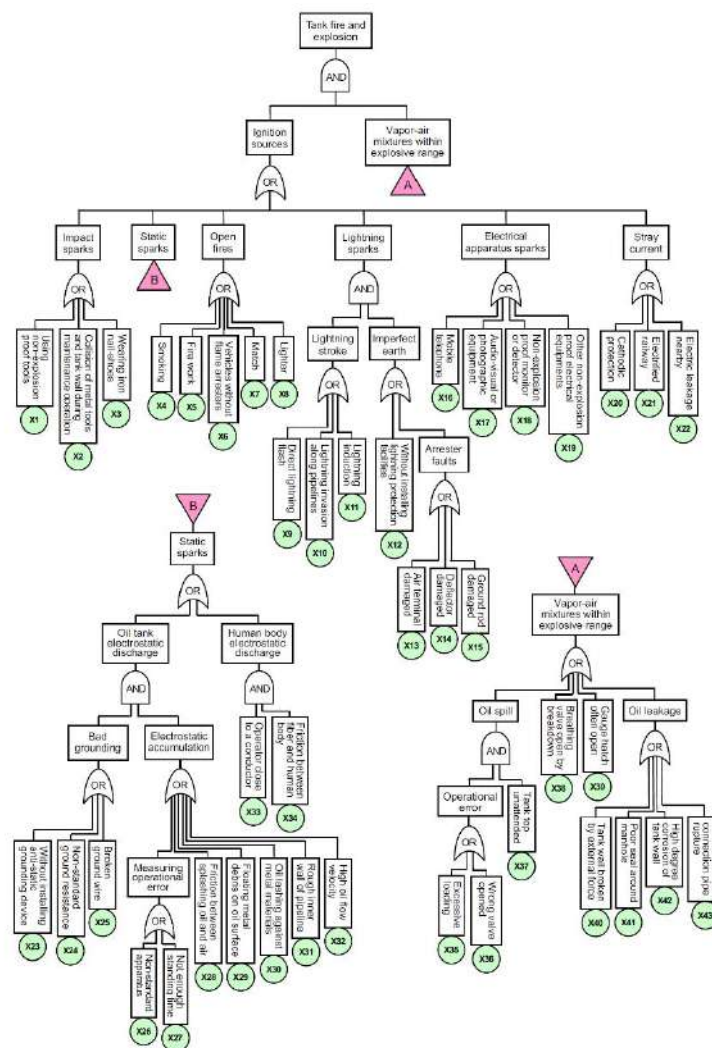 Tank fire and
explosion
AND
Ignition
sources
Vapor-air
mixtures within
explosive range
A
OR
Impact
sparks
Static
sparks
B
Open
fires
Lightning
sparks
Electrical
apparatus sparks
Stray
current
OR
OR
AND
OR
OR
Using
non-explosion
proof tools
X1
Collision of metal tools
and tank wall during
maintenance operation
X2
Wearing iron
nail-shoes
X3
Smoking
X4
Fire work
X5
Vehicles without
flame arresters
X6
Match
X7
Lighter
X8
Lightning
stroke
Imperfect
earth
OR
OR
Direct lightning
flash
X9
Lightning invasion
along pipelines
X10
Lightning
induction
X11
Without installing
lightning protection
facilities
X12
Arrester
faults
OR
Air terminal
damaged
X13
Deflector
damaged
X14
Ground rod
damaged
X15
Mobile
telephone
X16
Audio-visual or
photographic
equipment
X17
Non-explosion
proof monitor
or detector
X18
Other non-explosion
proof electrical
equipments
X19
Cathodic
protection
X20
Electrified
railway
X21
Electric leakage
nearby
X22
B
Static
sparks
OR
Oil tank
electrostatic
discharge
Human body
electrostatic
discharge
AND
AND
Bad
grounding
Electrostatic
accumulation
OR
OR
Operator close
to a conductor
X33
Friction between
fiber and human
body
X34
Without installing
anti-static
grounding device
X23
Non-standard
ground resistence
X24
Broken
ground wire
X25
Measuring
operational
error
OR
Non-standard
apparatus
X26
Not enough
standing time
X27
Friction between
splashing oil and air
X28
Floating metal
debris on oil surface
X29
Oil lashing against
metal materials
X30
Rough inner
wall of pipeline
X31
High oil flow
velocity
X32
A
Vapor-air
mixtures within
explosive range
OR
Oil spill
AND
Operational
error
OR
Excessive
loading
X35
Wrong valve
opened
X36
Tank top
unattended
X37
Breathing
valve open by
breakdown
X38
Gauge hatch
often open
X39
Oil leakage
OR
Tank wall broken
by external force
X40
Poor seal around
manhole
X41
High degree
corrosion of
tank wall
X42
connection pipe
rupture
X43